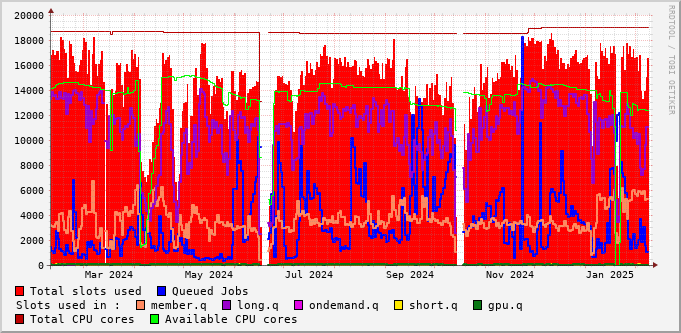 20000
18000
16000
14000
12000
10000
8000
6000
4000
2000
0
Mar 2024 May 2024 Jul 2024 Sep 2024 Nov 2024 Jan 2025
RRDTOOL / TOBI OETIKER
Total slots used Queued Jobs
Slots used in : member.q long.q ondemand.q short.q gpu.q
Total CPU cores Available CPU cores